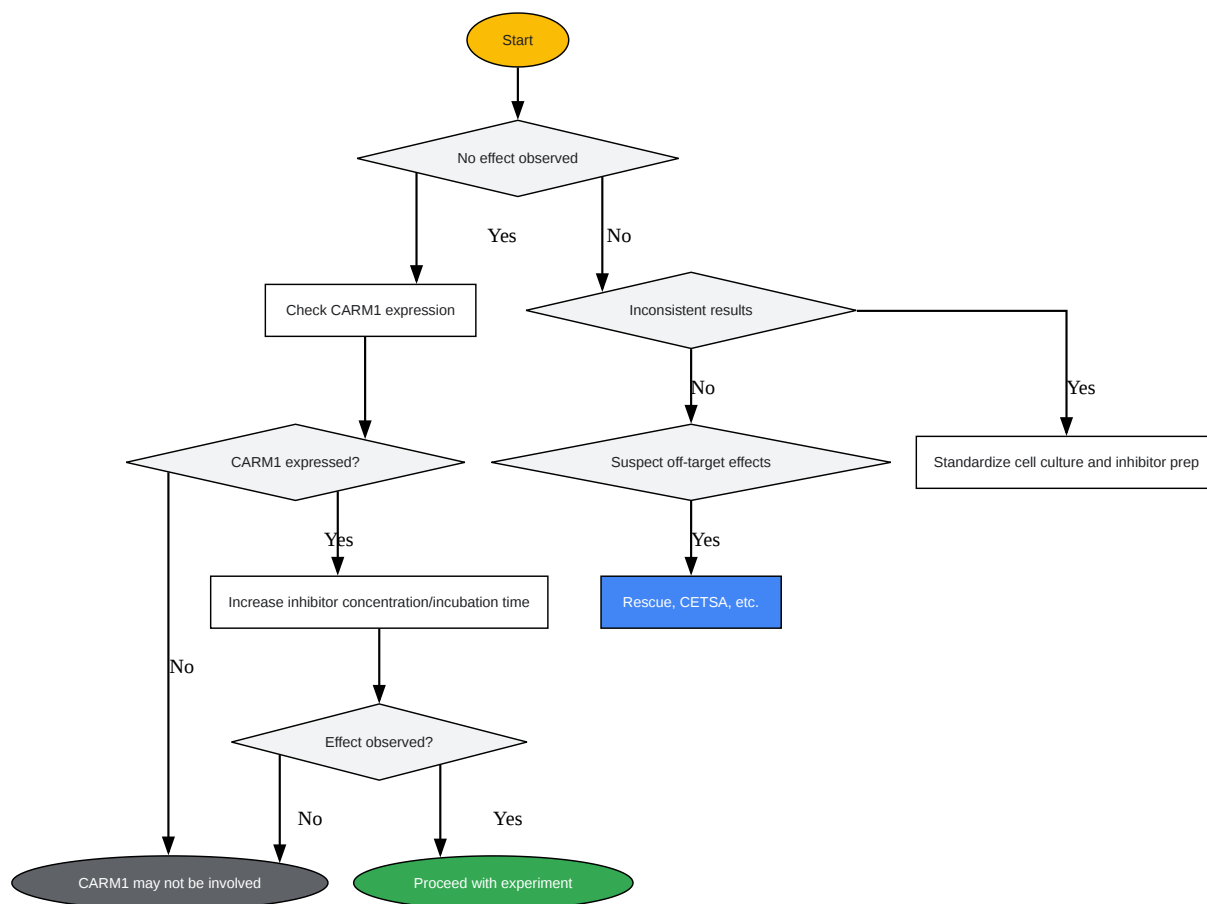 Start
No effect observed
Yes
No
Check CARM1 expression
Inconsistent results
No
Yes
CARM1 expressed?
Suspect off-target effects
Standardize cell culture and inhibitor prep
Yes
Yes
Increase inhibitor concentration/incubation time
Rescue, CETSA, etc.
No
Effect observed?
No
Yes
CARM1 may not be involved
Proceed with experiment